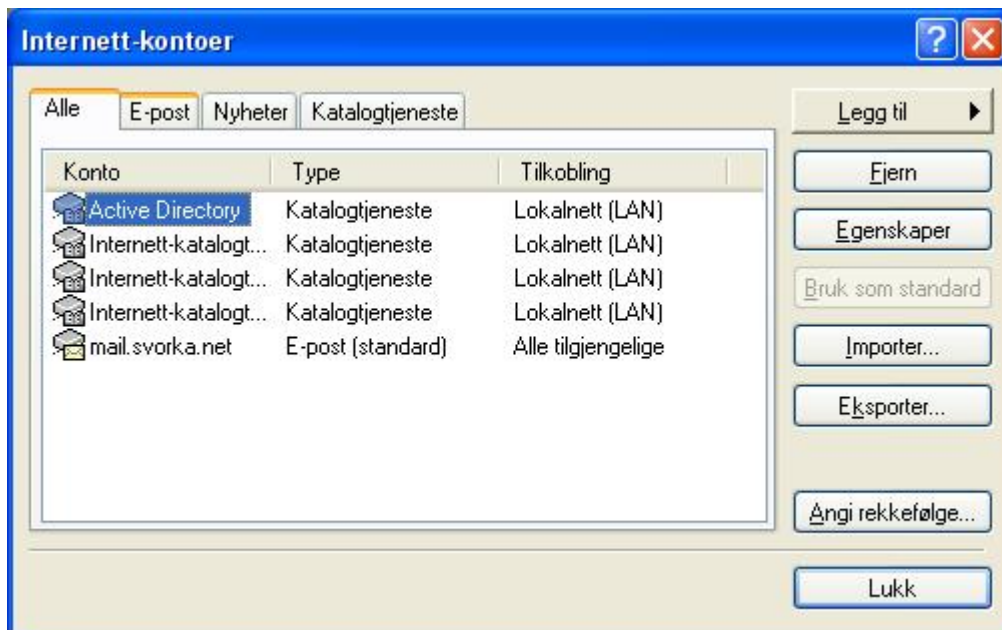 Internett-kontoer
Alle E-post Nyheter Katalogtjeneste
Legg til
Konto Type Tilkobling
Active Directory Katalogtjeneste Lokalnett (LAN)
Internett-katalogt... Katalogtjeneste Lokalnett (LAN)
Internett-katalogt... Katalogtjeneste Lokalnett (LAN)
Internett-katalogt... Katalogtjeneste Lokalnett (LAN)
mail.svorka.net E-post (standard) Alle tilgjengelige
Fjern
Egenskaper
Bruk som standard
Importer...
Eksporter...
Angi rekkefølge...
Lukk